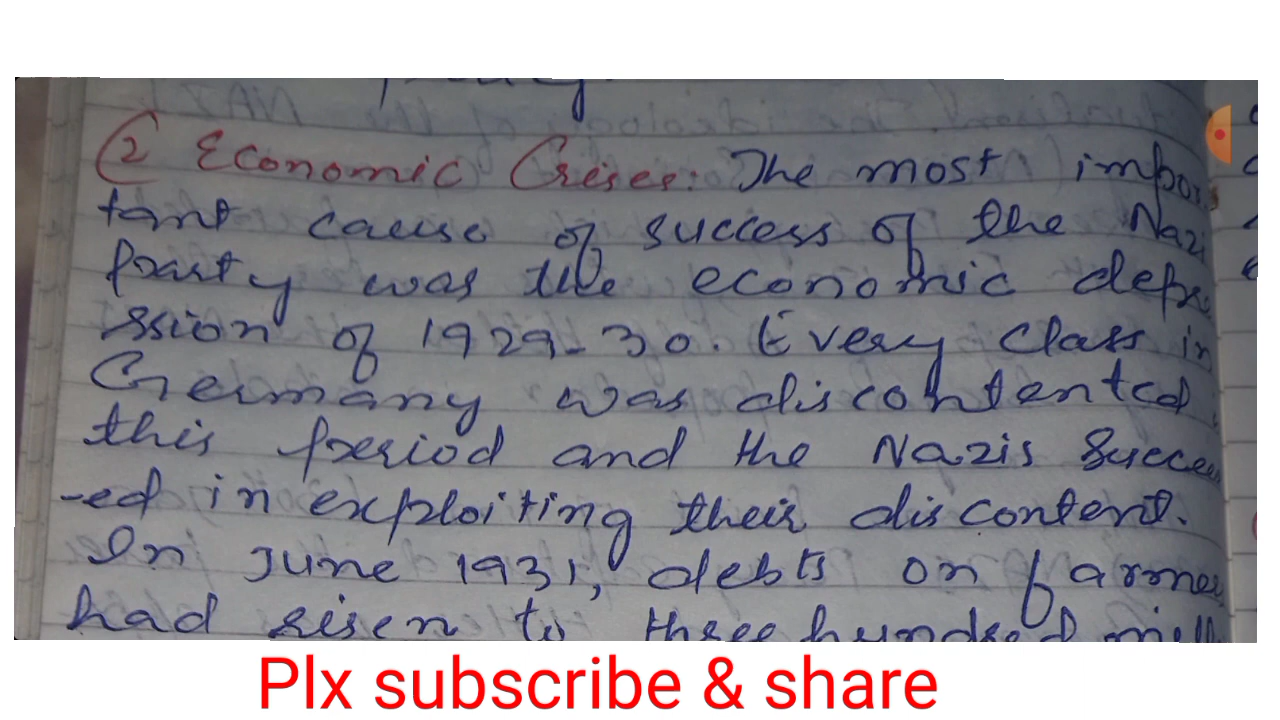 (2 Economic Crises: The most impor
tant cause of success of the Nazi
party was the economic depre
ssion of 1929-30. Every class in
Germany was discontented
this period and the Nazis Succee
-ed in exploiting their discontent.
In June 1931, debts on farmer
had risen to three hundred mill
Plx subscribe & share